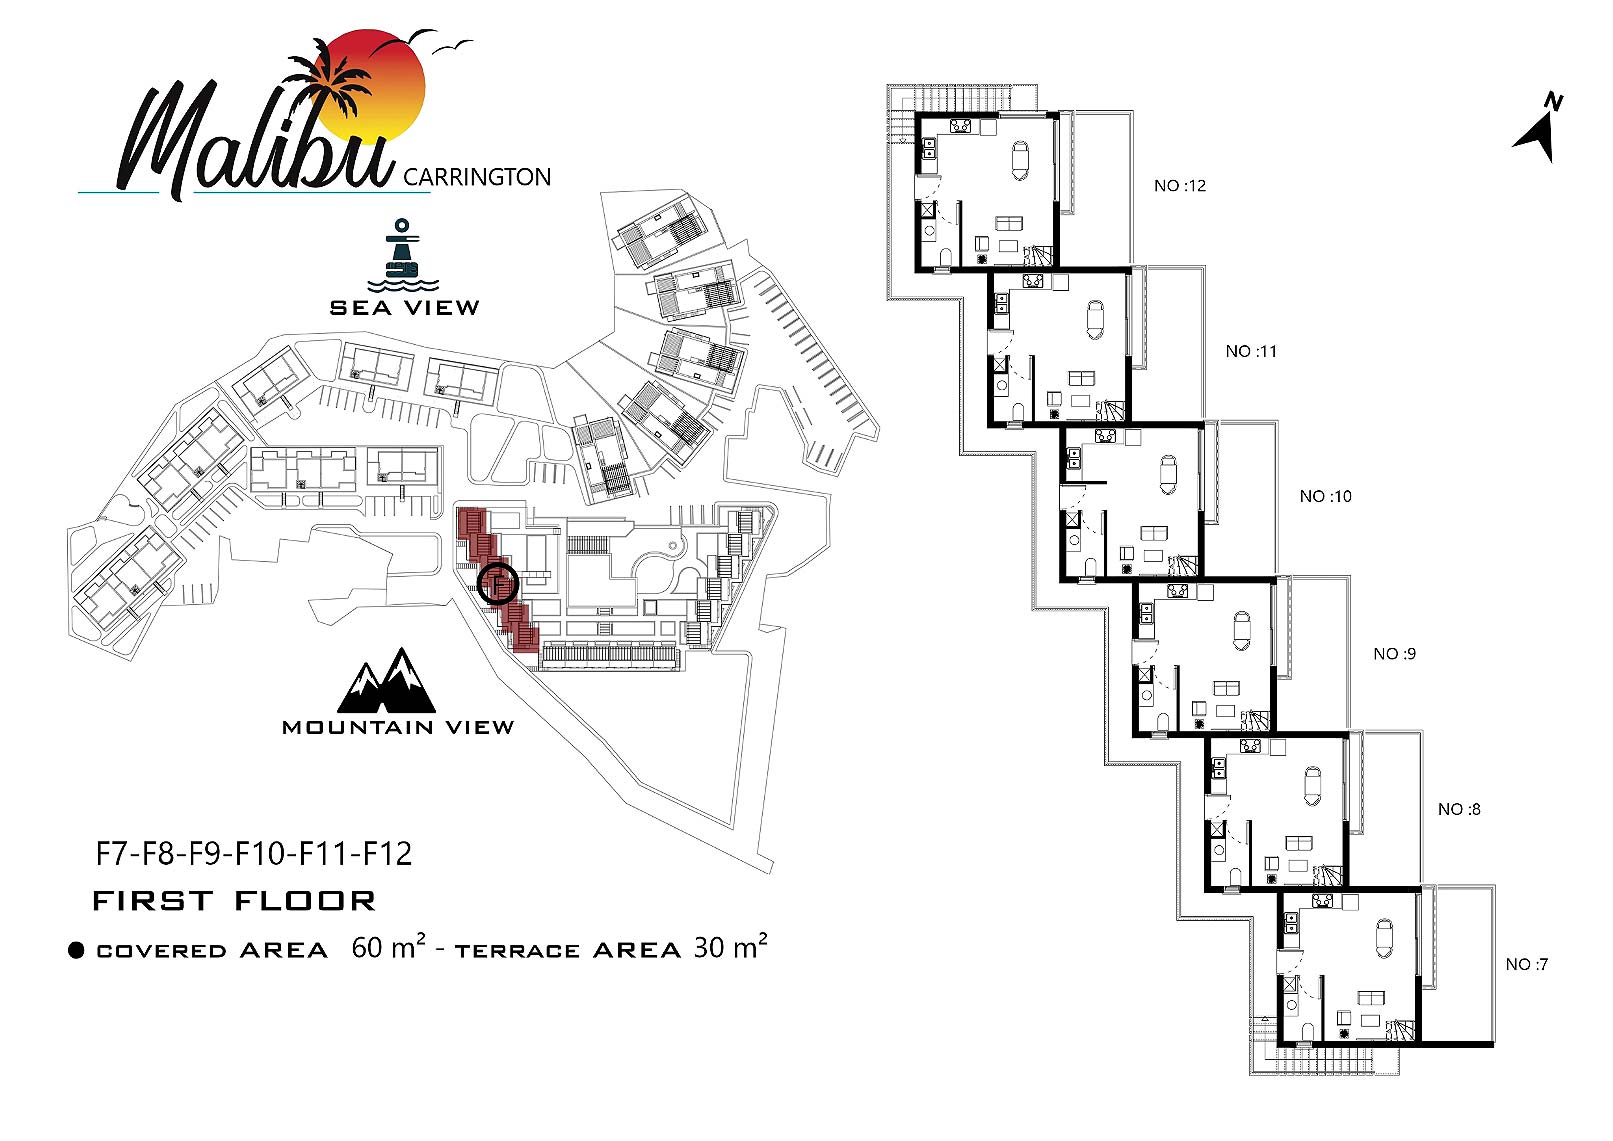 Malibu CARRINGTON
SEA VIEW
N
F
MOUNTAIN VIEW
F7-F8-F9-F10-F11-F12
FIRST FLOOR
● COVERED AREA 60 m² - TERRACE AREA 30 m²
NO :12
NO :11
NO :10
NO :9
NO :8
NO :7